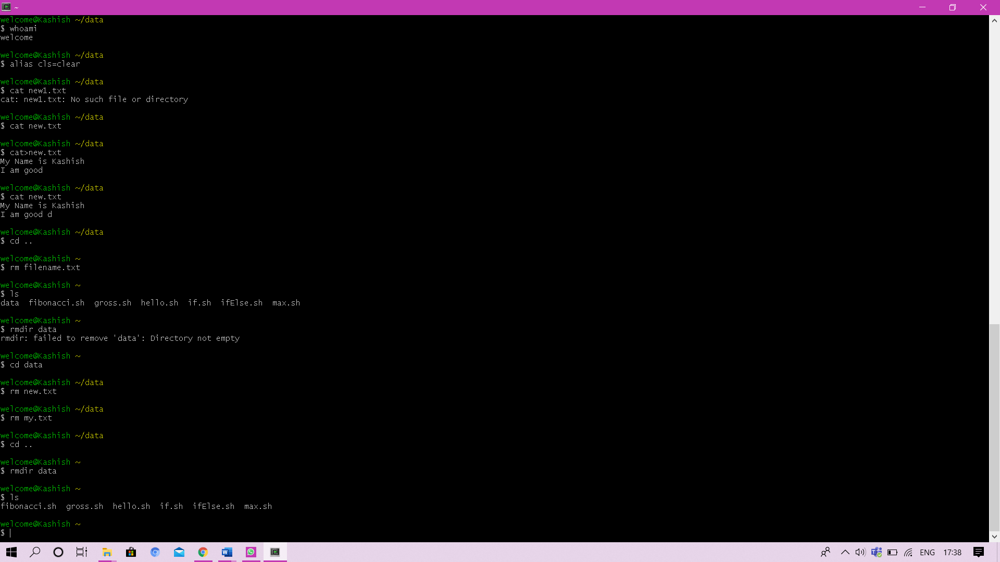 ~
welcome@Kashish ~/data
$ whoami
welcome
welcome@Kashish ~/data
$ alias cls=clear
welcome@Kashish ~/data
$ cat new1.txt
cat: new1.txt: No such file or directory
welcome@Kashish ~/data
$ cat new.txt
welcome@Kashish ~/data
$ cat>new.txt
My Name is Kashish
I am good
welcome@Kashish ~/data
$ cat new.txt
My Name is Kashish
I am good d
welcome@Kashish ~/data
$ cd ..
welcome@Kashish ~
$ rm filename.txt
welcome@Kashish ~
$ ls
data  fibonacci.sh  gross.sh  hello.sh  if.sh  ifElse.sh  max.sh
welcome@Kashish ~
$ rmdir data
rmdir: failed to remove 'data': Directory not empty
welcome@Kashish ~
$ cd data
welcome@Kashish ~/data
$ rm new.txt
welcome@Kashish ~/data
$ rm my.txt
welcome@Kashish ~/data
$ cd ..
welcome@Kashish ~
$ rmdir data
welcome@Kashish ~
$ ls
fibonacci.sh  gross.sh  hello.sh  if.sh  ifElse.sh  max.sh
welcome@Kashish ~
$
ENG 17:38